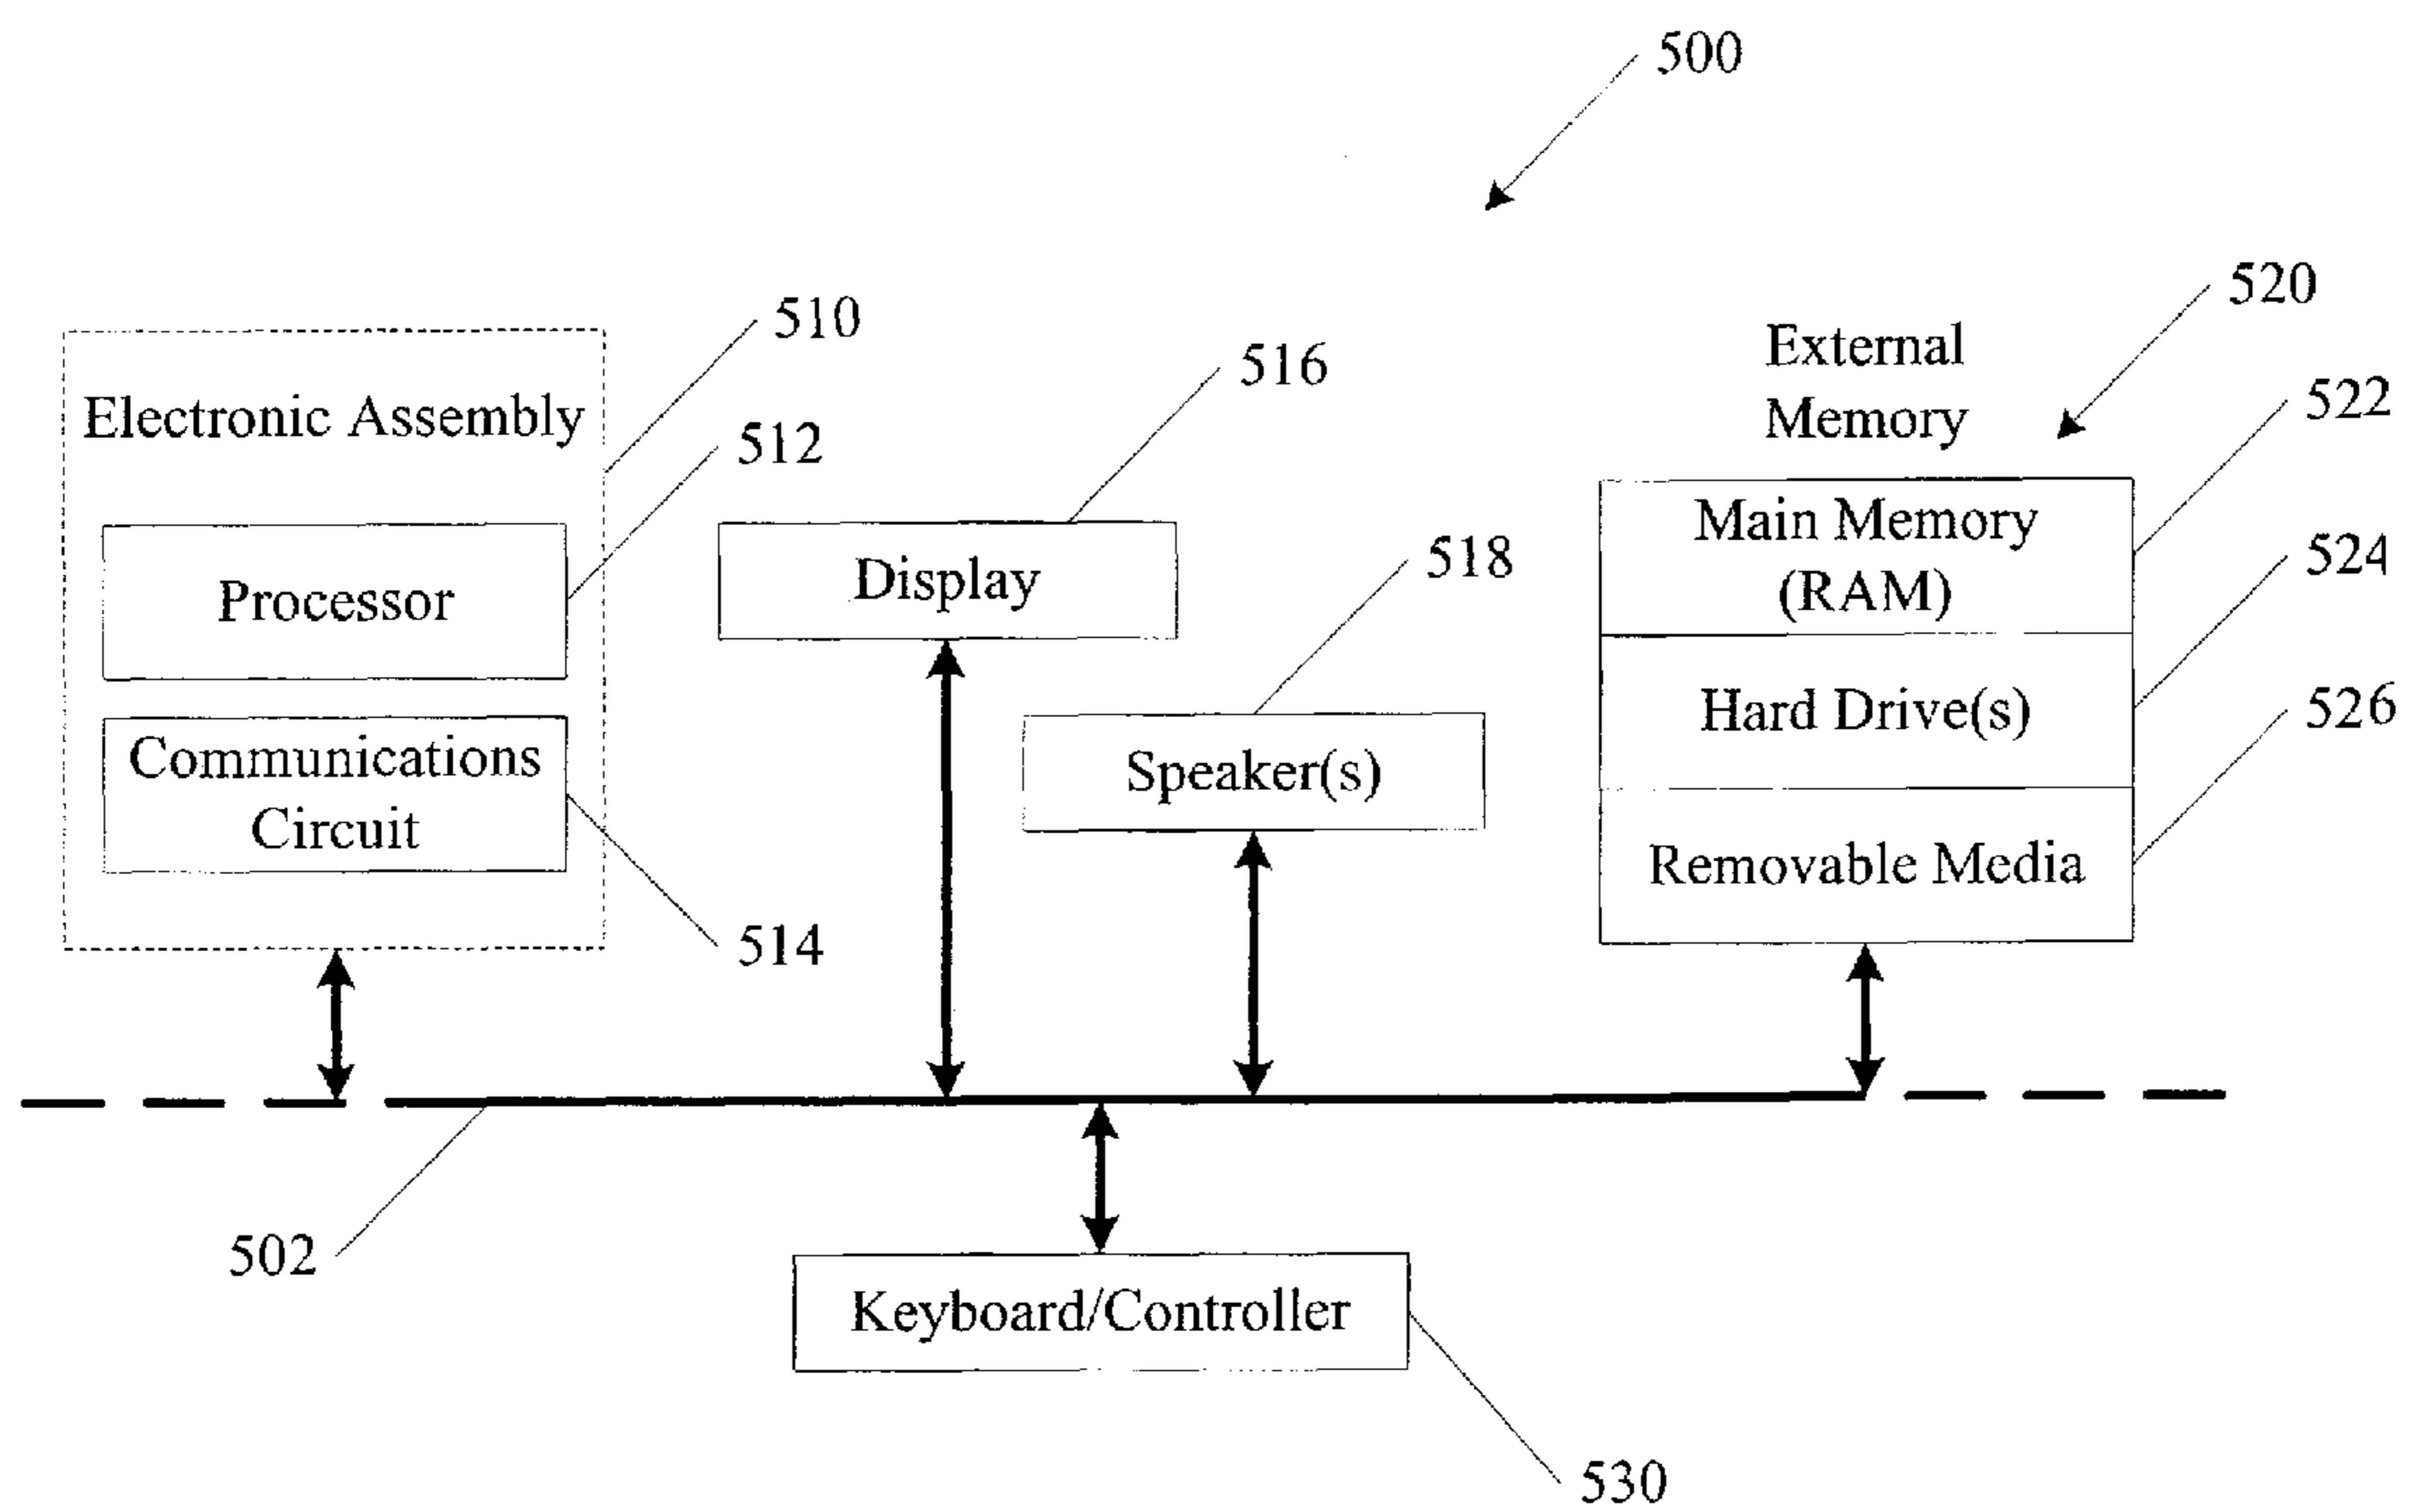 500
520
510
External
516
522
Memory
Electronic Assembly
512
Main Memory
524
518
Display
(RAM)
Processor
526
Hard Drive(s)
Communications
Speaker(s)
Circuit
Removable Media
514
502
Keyboard/Controller
530